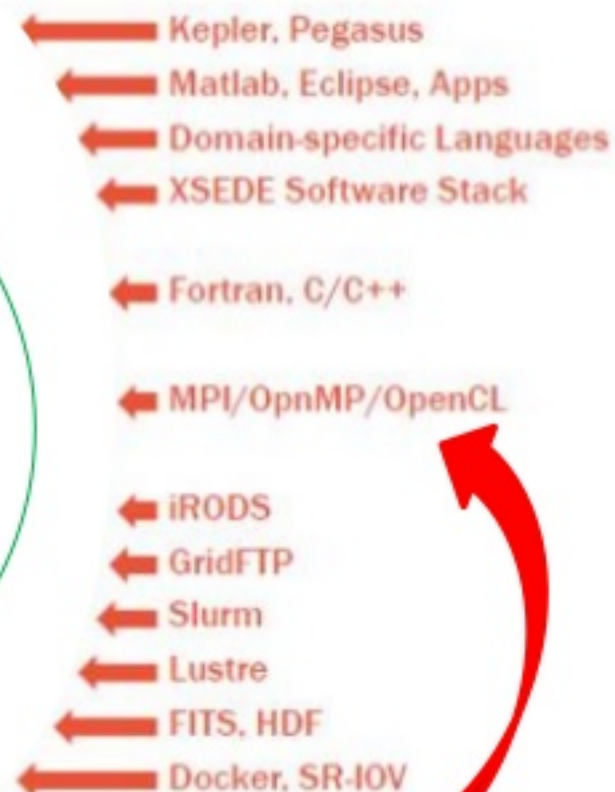 Kepler, Pegasus
Matlab, Eclipse, Apps
Domain-specific Languages
XSEDE Software Stack
Fortran, C/C++
MPI/OpnMP/OpenCL
iRODS
GridFTP
Slurm
Lustre
FITS, HDF
Docker, SR-IOV